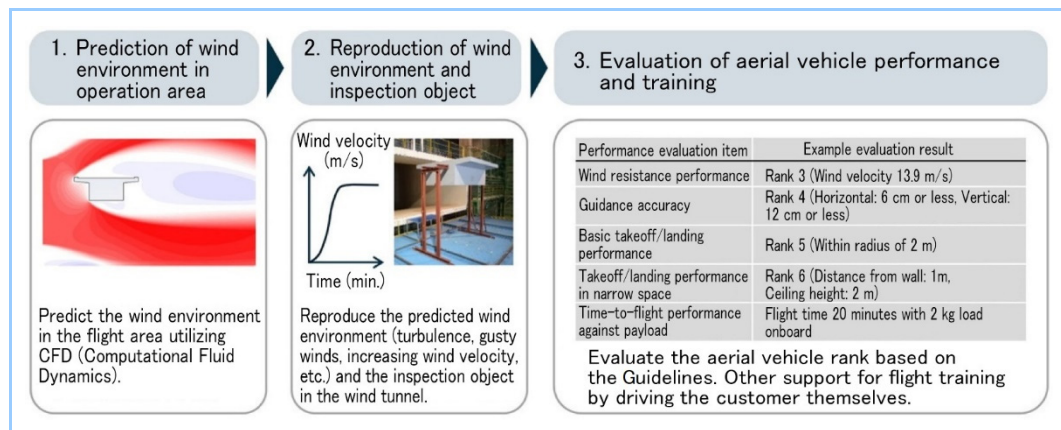 1. Prediction of wind
environment in
operation area
2. Reproduction of wind
environment and
inspection object
3. Evaluation of aerial vehicle performance
and training
Predict the wind environment
in the flight area utilizing
CFD (Computational Fluid
Dynamics).
Wind velocity
(m/s)
Time (min.)
Reproduce the predicted wind
environment (turbulence, gusty
winds, increasing wind velocity,
etc.) and the inspection object
in the wind tunnel.
Performance evaluation item Example evaluation result
Wind resistance performance Rank 3 (Wind velocity 13.9 m/s)
Guidance accuracy Rank 4 (Horizontal: 6 cm or less, Vertical:
12 cm or less)
Basic takeoff/landing
performance Rank 5 (Within radius of 2 m)
Takeoff/landing performance Rank 6 (Distance from wall: 1m,
in narrow space Ceiling height: 2 m)
Time-to-flight performance Flight time 20 minutes with 2 kg load
against payload onboard
Evaluate the aerial vehicle rank based on
the Guidelines. Other support for flight training
by driving the customer themselves.